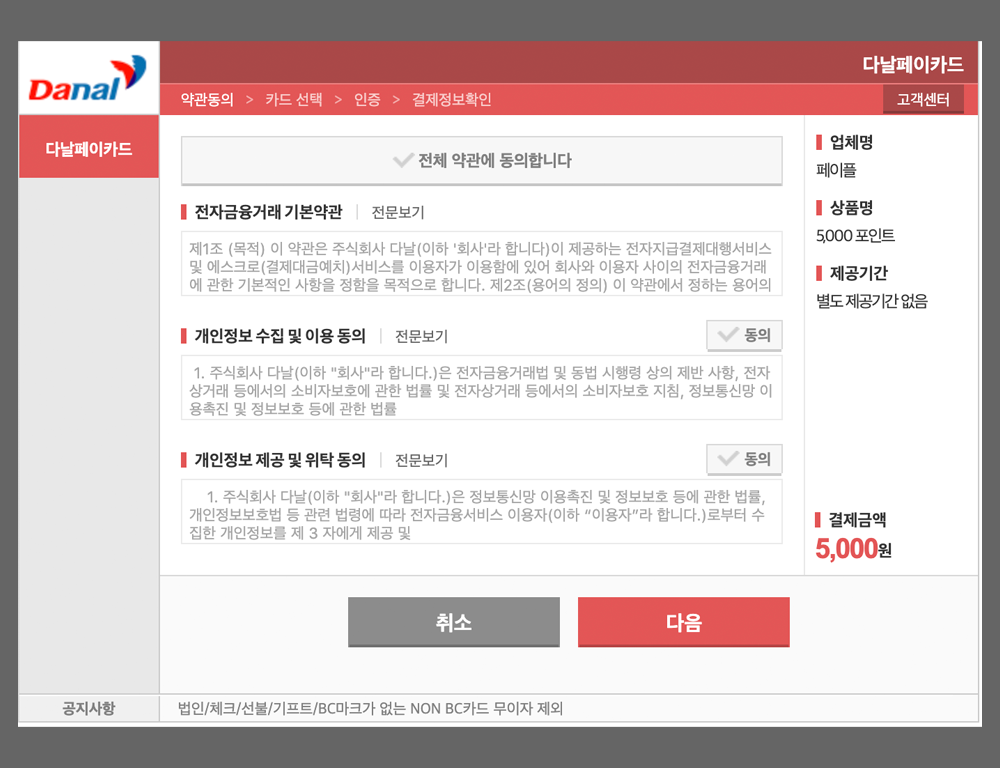 Danal
다날페이카드
약관동의 > 카드 선택 > 인증 > 결제정보확인
고객센터
다날페이카드
전체 약관에 동의합니다
전자금융거래 기본약관 | 전문보기
제1조 (목적) 이 약관은 주식회사 다날(이하 '회사'라 합니다)이 제공하는 전자지급결제대행서비스
및 에스크로(결제대금예치)서비스를 이용자가 이용함에 있어 회사와 이용자 사이의 전자금융거래
에 관한 기본적인 사항을 정함을 목적으로 합니다. 제2조(용어의 정의) 이 약관에서 정하는 용어의
개인정보 수집 및 이용 동의 | 전문보기
동의
1. 주식회사 다날(이하 "회사"라 합니다.)은 전자금융거래법 및 동법 시행령 상의 제반 사항, 전자
상거래 등에서의 소비자보호에 관한 법률 및 전자상거래 등에서의 소비자보호 지침, 정보통신망 이
용촉진 및 정보보호 등에 관한 법률
개인정보 제공 및 위탁 동의 | 전문보기
동의
1. 주식회사 다날(이하 "회사"라 합니다.)은 정보통신망 이용촉진 및 정보보호 등에 관한 법률,
개인정보보호법 등 관련 법령에 따라 전자금융서비스 이용자(이하 “이용자”라 합니다.)로부터 수
집한 개인정보를 제 3 자에게 제공 및
업체명
페이플
상품명
5,000 포인트
제공기간
별도 제공기간 없음
결제금액
5,000원
취소
다음
공지사항
법인/체크/선불/기프트/BC마크가 없는 NON BC카드 무이자 제외